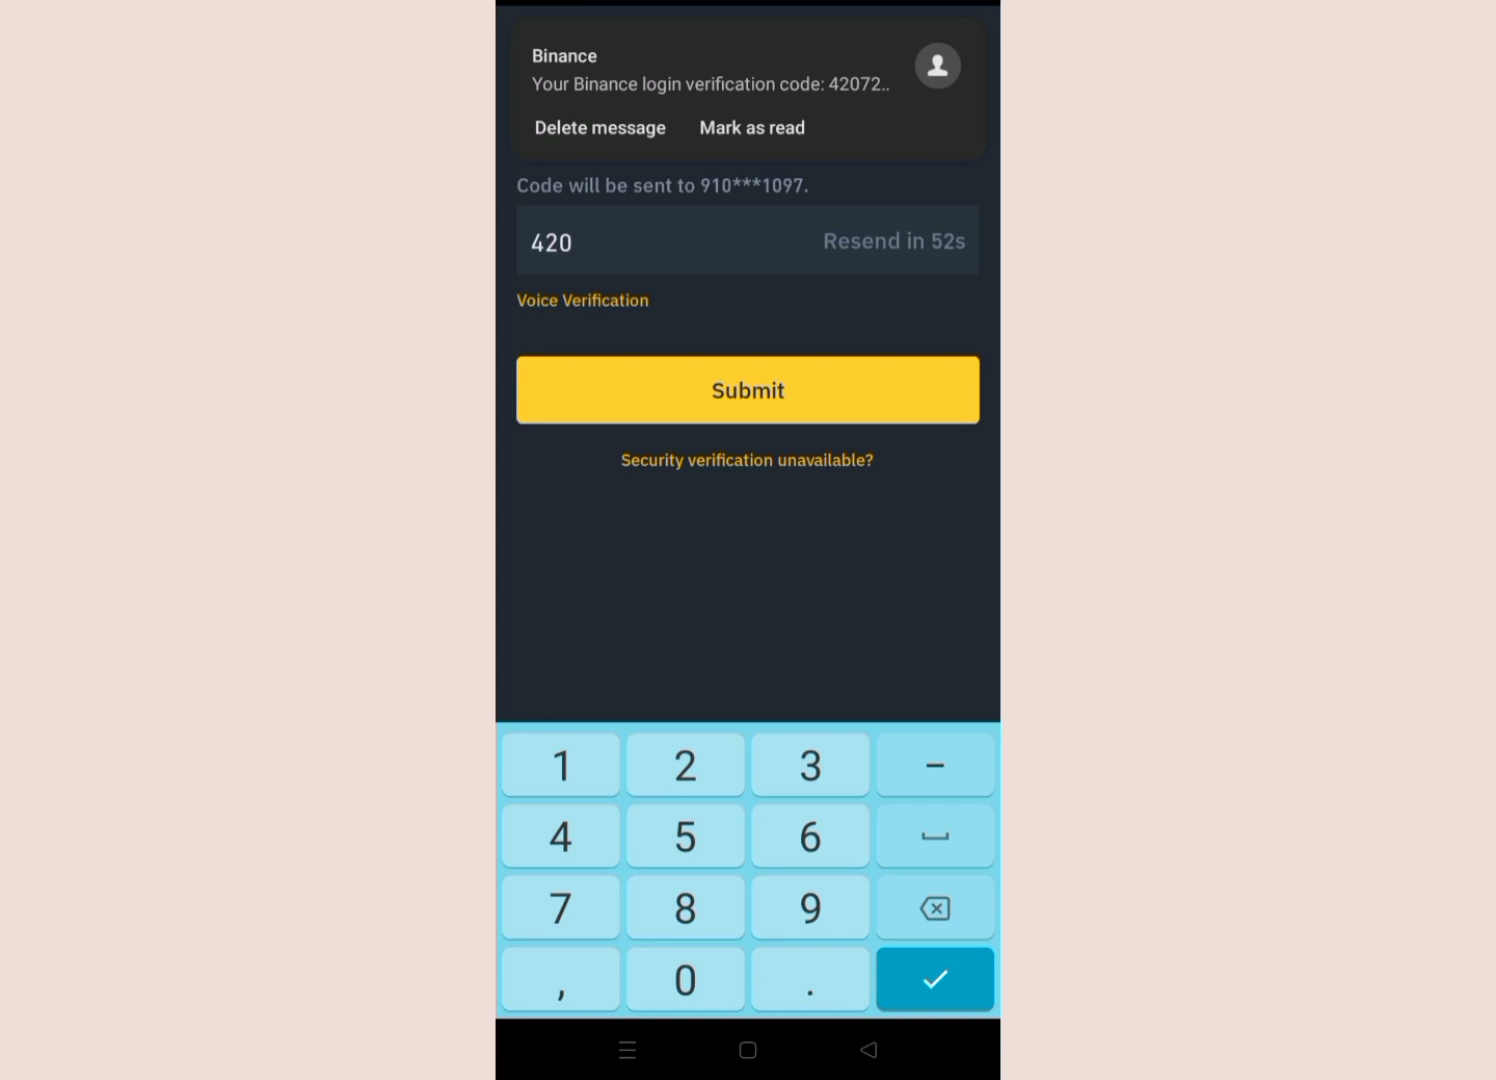 Binance
Your Binance login verification code: 42072..
Delete message Mark as read
Code will be sent to 910***1097.
420 Resend in 52s
Voice Verification
Submit
Security verification unavailable?
1 2 3 –
4 5 6
7 8 9
, 0 .